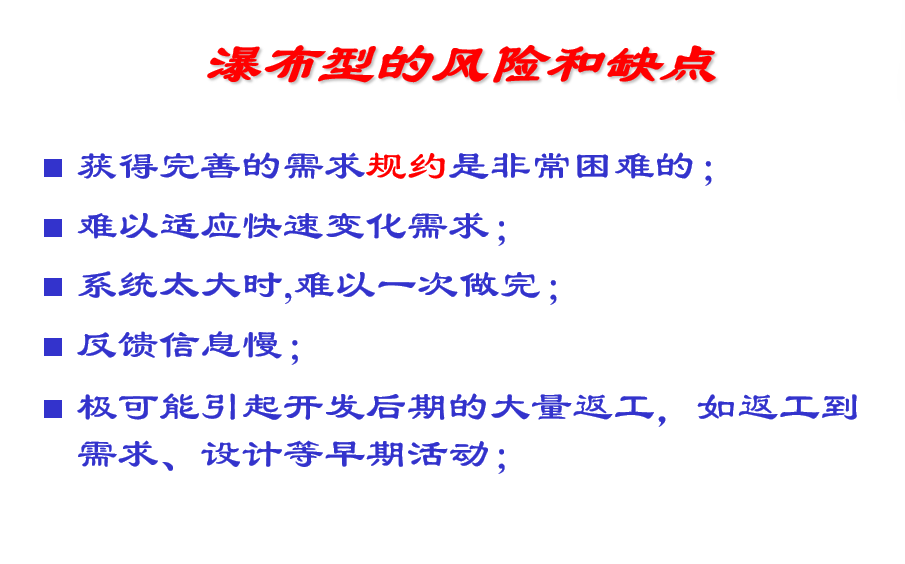 瀑布型的风险和缺点
获得完善的需求规约是非常困难的；
难以适应快速变化需求；
系统太大时,难以一次做完；
反馈信息慢；
极可能引起开发后期的大量返工，如返工到
需求、设计等早期活动；